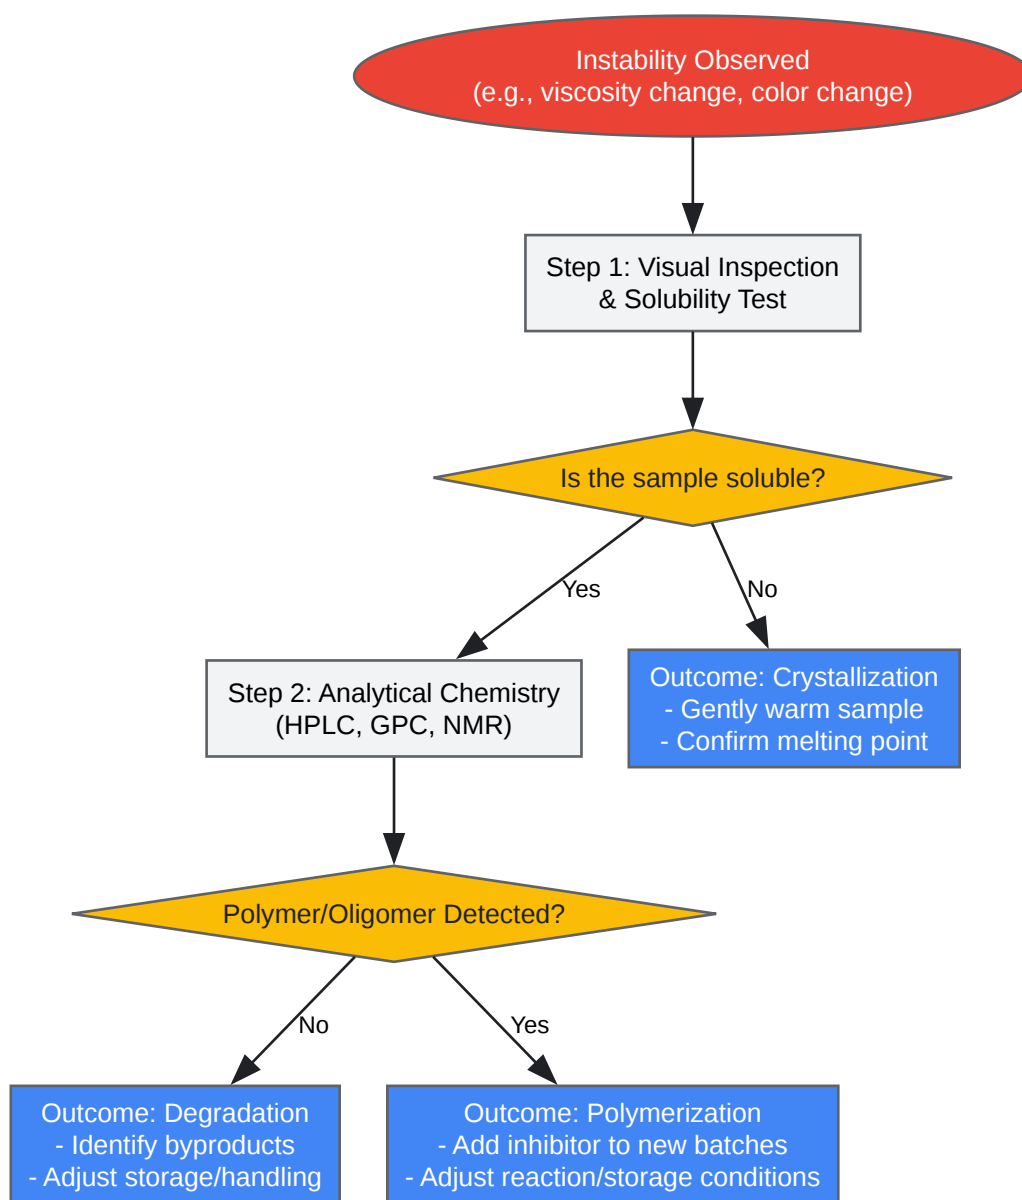 Instability Observed
(e.g., viscosity change, color change)
Step 1: Visual Inspection
& Solubility Test
Is the sample soluble?
Yes
No
Step 2: Analytical Chemistry
(HPLC, GPC, NMR)
Outcome: Crystallization
- Gently warm sample
- Confirm melting point
Polymer/Oligomer Detected?
No
Yes
Outcome: Degradation
- Identify byproducts
- Adjust storage/handling
Outcome: Polymerization
- Add inhibitor to new batches
- Adjust reaction/storage conditions